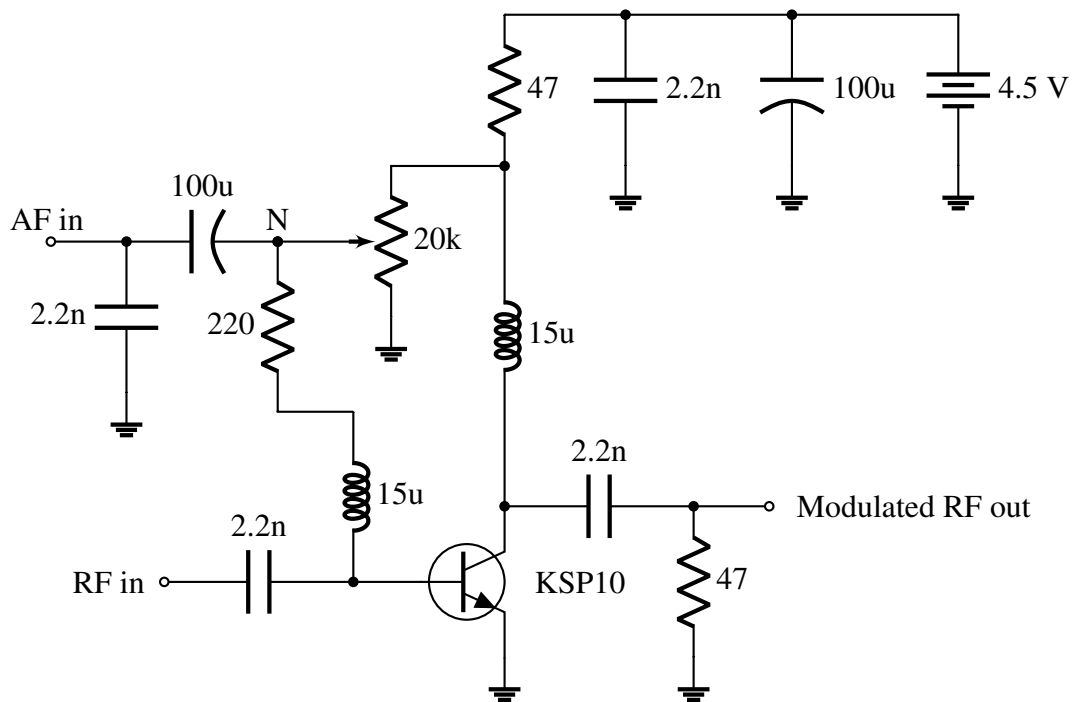 47
2.2n
100u
4.5 V
100u
AF in
N
20k
2.2n
220
15u
15u
2.2n
2.2n
Modulated RF out
RF in
KSP10
47